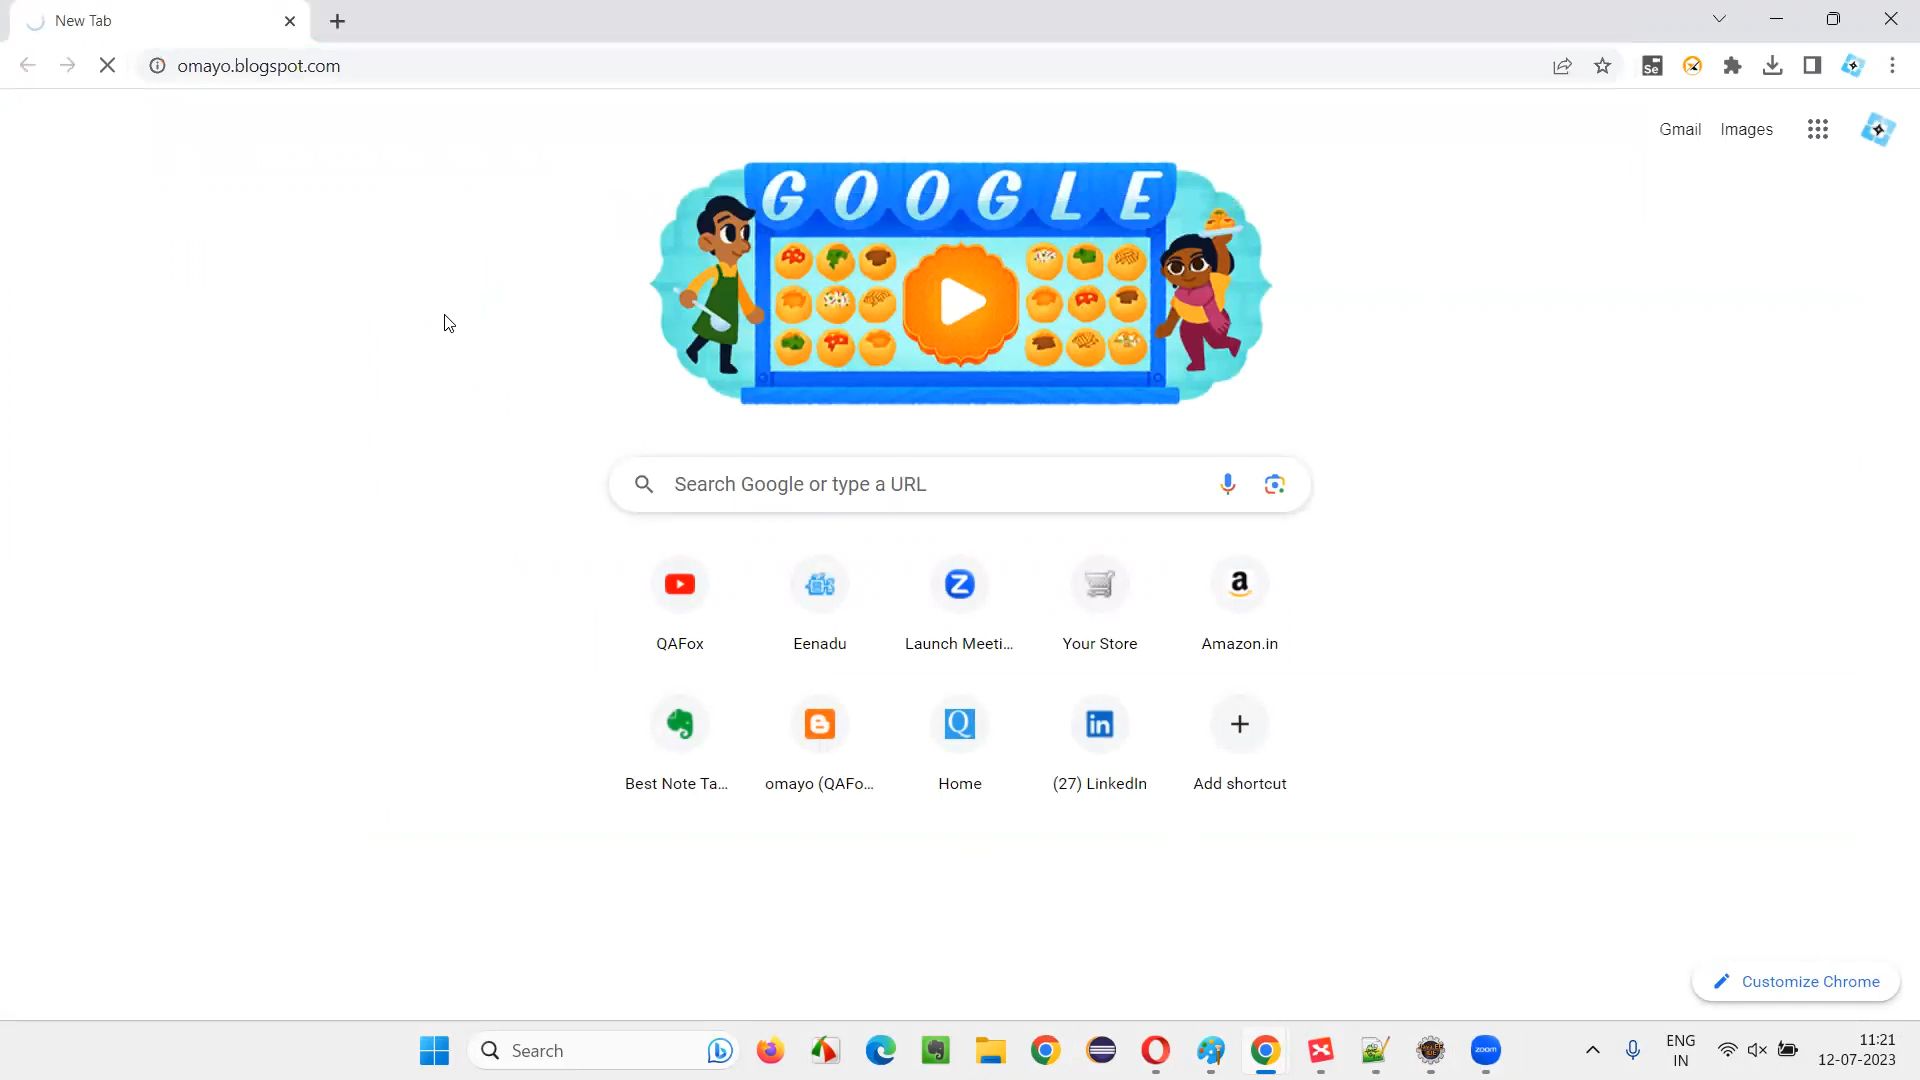 New Tab
omayo.blogspot.com
Se
Gmail Images
GOOGLE
Search Google or type a URL
QAFox
Eenadu
Launch Meeti...
Your Store
Amazon.in
Best Note Ta...
omayo (QAFo...
Home
(27) LinkedIn
Add shortcut
Customize Chrome
Search
zoom
ENG
IN
11:21
12-07-2023